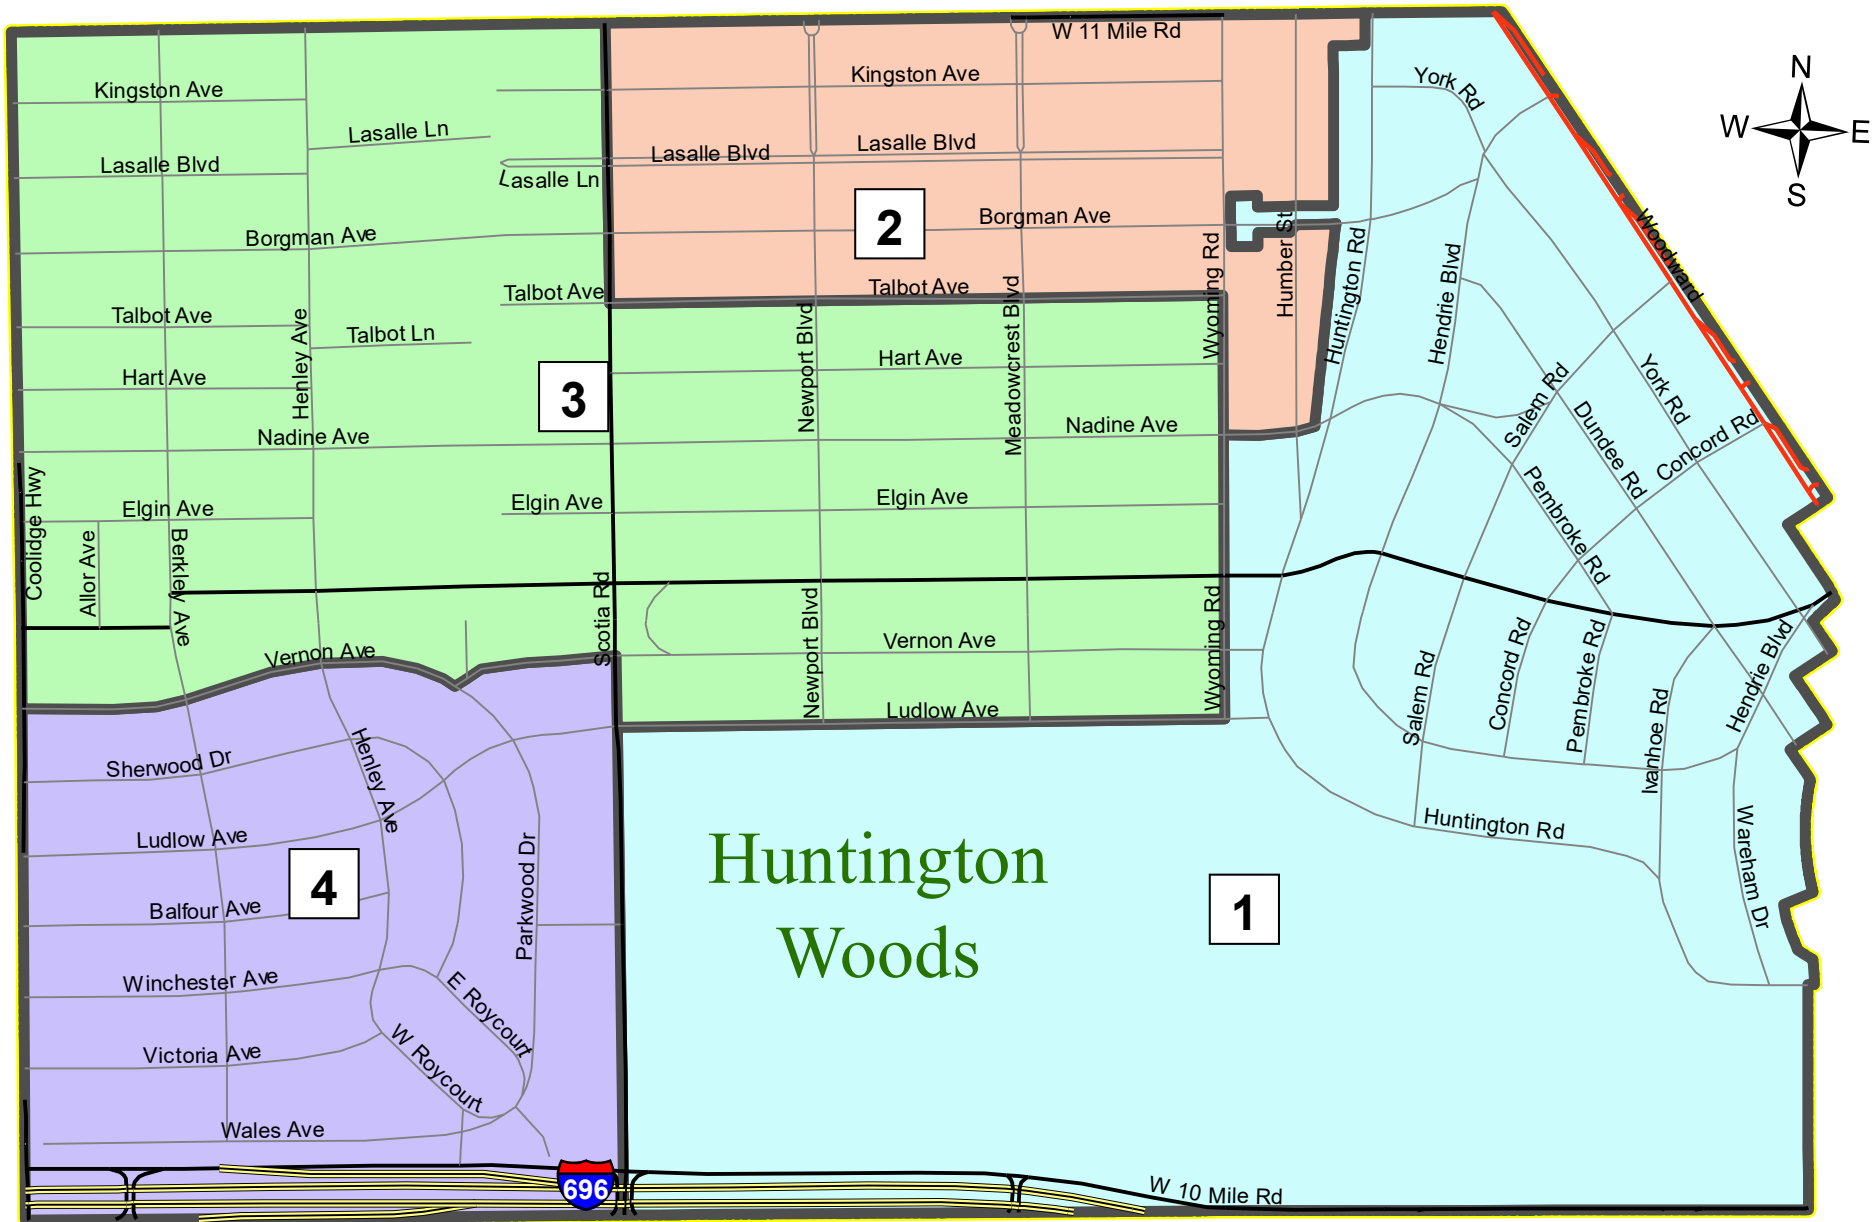 W 11 Mile Rd
N
W
E
S
Kingston Ave
Kingston Ave
York Rd
Lasalle Ln
Lasalle Blvd
Lasalle Blvd
Lasalle Blvd
Lasalle Ln
Borgman Ave
2
Borgman Ave
Humber St
Wyoming Rd
Huntington Rd
Hendrie Blvd
Woodward
Talbot Ave
Talbot Ave
Talbot Ave
Talbot Ln
Henley Ave
Newport Blvd
Meadowcrest Blvd
Hart Ave
Hart Ave
3
Nadine Ave
Nadine Ave
Salem Rd
Dundee Rd
York Rd
Concord Rd
Pembroke Rd
Coolidge Hwy
Elgin Ave
Elgin Ave
Elgin Ave
Allor Ave
Berkley Ave
Scotia Rd
Newport Blvd
Wyoming Rd
Vernon Ave
Vernon Ave
Ludlow Ave
Salem Rd
Concord Rd
Pembroke Rd
Ivanhoe Rd
Hendrie Blvd
Sherwood Dr
Henley Ave
Ludlow Ave
Huntington Rd
Wareham Dr
Huntington
Woods
4
1
Balfour Ave
Parkwood Dr
Winchester Ave
E Roycourt
W Roycourt
Victoria Ave
Wales Ave
696
W 10 Mile Rd